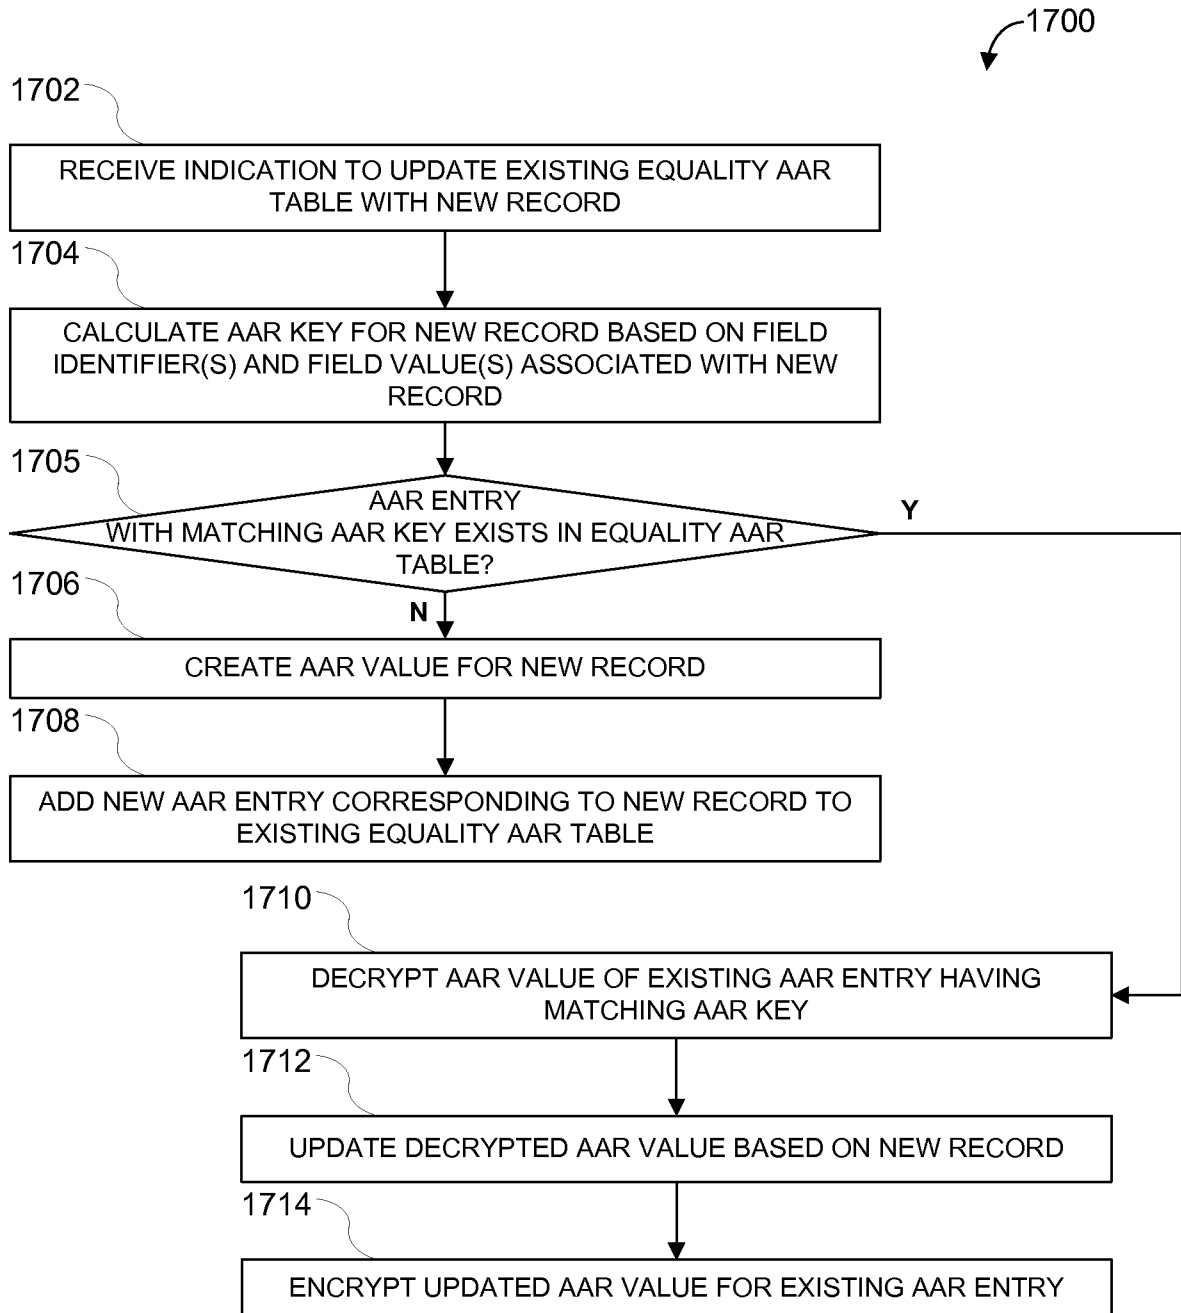 1700
1702
RECEIVE INDICATION TO UPDATE EXISTING EQUALITY AAR
TABLE WITH NEW RECORD
1704
CALCULATE AAR KEY FOR NEW RECORD BASED ON FIELD
IDENTIFIER(S) AND FIELD VALUE(S) ASSOCIATED WITH NEW
RECORD
1705
AAR ENTRY
WITH MATCHING AAR KEY EXISTS IN EQUALITY AAR
TABLE?
Y
N
1706
CREATE AAR VALUE FOR NEW RECORD
1708
ADD NEW AAR ENTRY CORRESPONDING TO NEW RECORD TO
EXISTING EQUALITY AAR TABLE
1710
DECRYPT AAR VALUE OF EXISTING AAR ENTRY HAVING
MATCHING AAR KEY
1712
UPDATE DECRYPTED AAR VALUE BASED ON NEW RECORD
1714
ENCRYPT UPDATED AAR VALUE FOR EXISTING AAR ENTRY